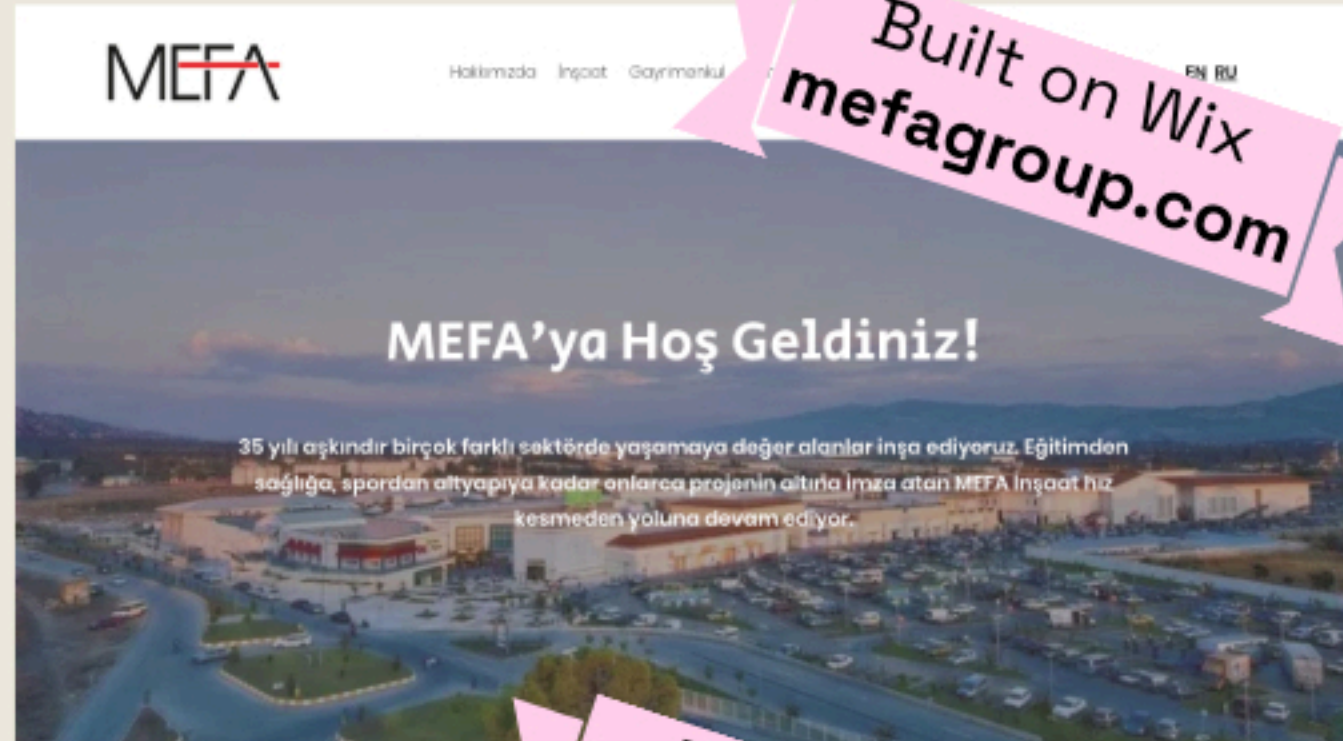 MEFA
Hakkımızda İnşaat Gayrimenkul
EN RU
Built on Wix
mefagroup.com
MEFA’ya Hoş Geldiniz!
35 yılı aşkındır birçok farklı sektörde yaşamaya değer alanlar inşa ediyoruz. Eğitimden
sağlığa, spordan altyapıya kadar onlarca projenin altına imza atan MEFA İnşaat hız
kesmeden yoluna devam ediyor.